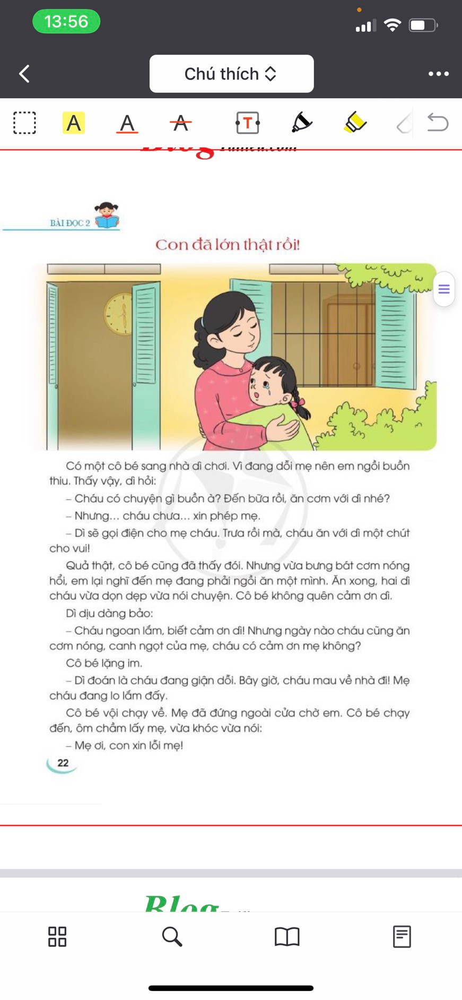 13:56
Chú thích
A A A T
BÀI ĐỌC 2
Con đã lớn thật rồi!
Có một cô bé sang nhà dì chơi. Vì đang dỗi mẹ nên em ngồi buồn
thiu. Thấy vậy, dì hỏi:
– Cháu có chuyện gì buồn à? Đến bữa rồi, ăn cơm với dì nhé?
– Nhưng... cháu chưa... xin phép mẹ.
– Dì sẽ gọi điện cho mẹ cháu. Trưa rồi mà, cháu ăn với dì một chút
cho vui!
Quả thật, cô bé cũng đã thấy đói. Nhưng vừa bưng bát cơm nóng
hổi, em lại nghĩ đến mẹ đang phải ngồi ăn một mình. Ăn xong, hai dì
cháu vừa dọn dẹp vừa nói chuyện. Cô bé không quên cảm ơn dì.
Dì dịu dàng bảo:
– Cháu ngoan lắm, biết cảm ơn dì! Nhưng ngày nào cháu cũng ăn
cơm nóng, canh ngọt của mẹ, cháu có cảm ơn mẹ không?
Cô bé lặng im.
– Dì đoán là cháu đang giận dỗi. Bây giờ, cháu mau về nhà đi! Mẹ
cháu đang lo lắm đấy.
Cô bé vội chạy về. Mẹ đã đứng ngoài cửa chờ em. Cô bé chạy
đến, ôm chầm lấy mẹ, vừa khóc vừa nói:
– Mẹ ơi, con xin lỗi mẹ!
22
Blog